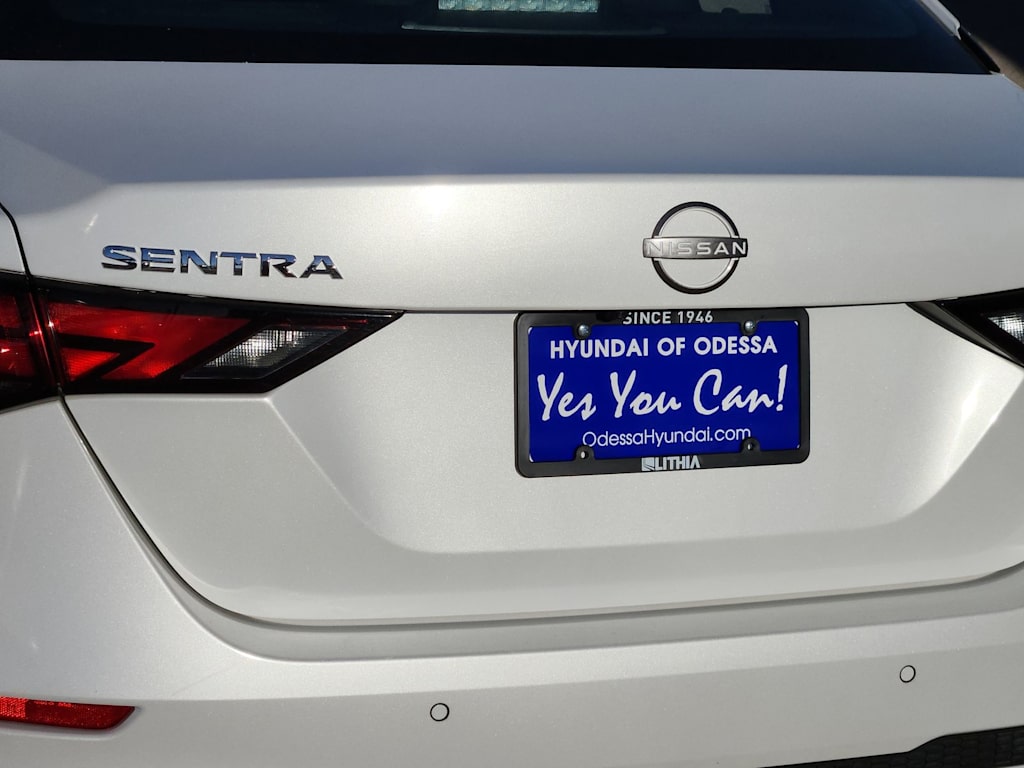 SENTRA
NISSAN
SINCE 1946
HYUNDAI OF ODESSA
Yes You Can!
OdessaHyundai.com
LITHIA